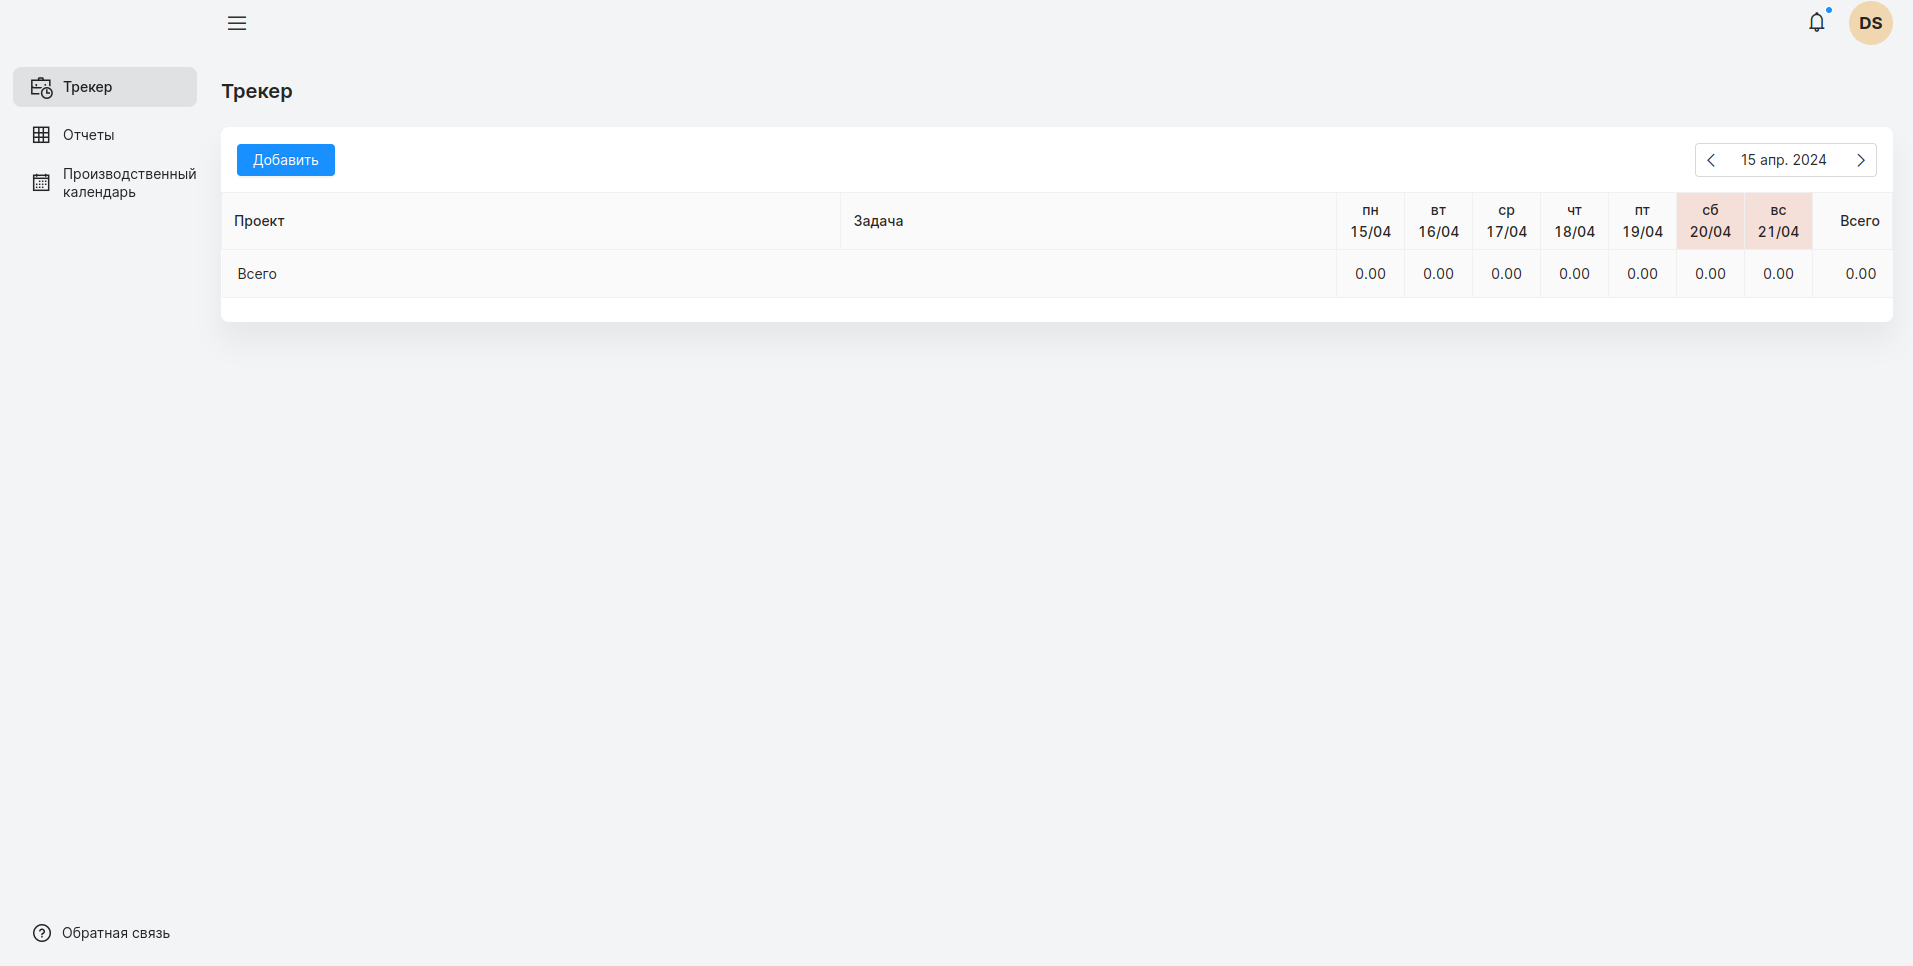 DS
Трекер
Отчеты
Производственный
календарь
Обратная связь
Трекер
Добавить
15 апр. 2024
Проект Задача пн 15/04 вт 16/04 ср 17/04 чт 18/04 пт 19/04 сб 20/04 вс 21/04 Всего
Всего 0.00 0.00 0.00 0.00 0.00 0.00 0.00 0.00